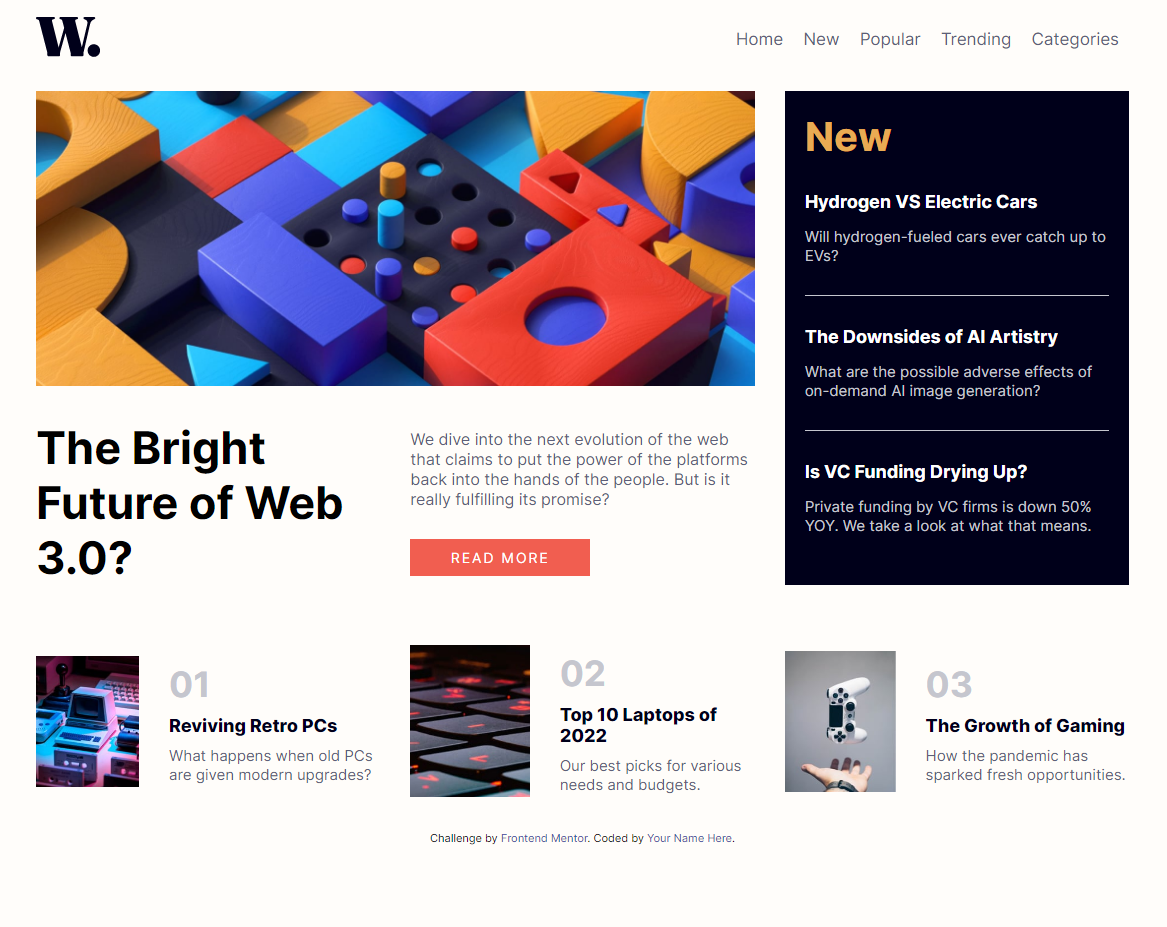 W.
Home New Popular Trending Categories
New
Hydrogen VS Electric Cars
Will hydrogen-fueled cars ever catch up to
EVs?
The Downsides of AI Artistry
What are the possible adverse effects of
on-demand AI image generation?
Is VC Funding Drying Up?
Private funding by VC firms is down 50%
YOY. We take a look at what that means.
The Bright
Future of Web
3.0?
We dive into the next evolution of the web
that claims to put the power of the platforms
back into the hands of the people. But is it
really fulfilling its promise?
READ MORE
01
Reviving Retro PCs
What happens when old PCs
are given modern upgrades?
02
Top 10 Laptops of
2022
Our best picks for various
needs and budgets.
03
The Growth of Gaming
How the pandemic has
sparked fresh opportunities.
Challenge by Frontend Mentor. Coded by Your Name Here.